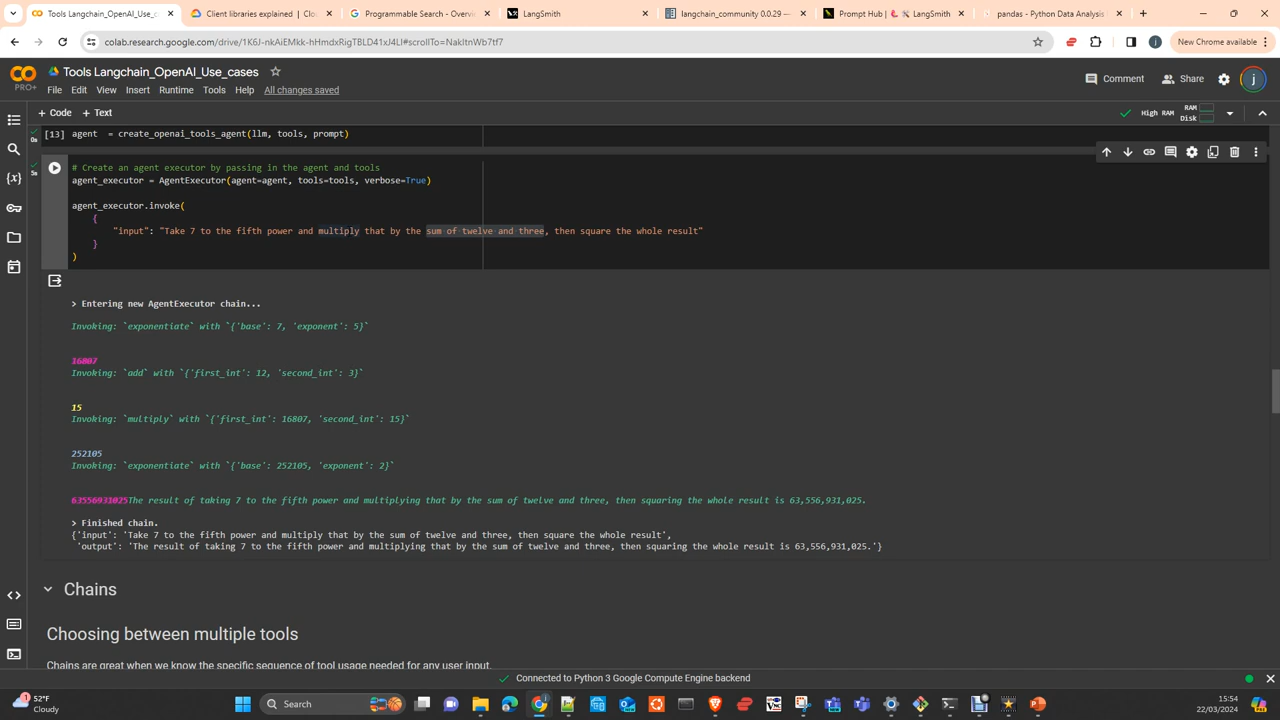 Tools Langchain_OpenAI_Use_cases
Client libraries explained | Clou
Programmable Search - Overvie
LangSmith
langchain_community 0.0.29 —
Prompt Hub | 🦜🛠️ LangSmith
pandas - Python Data Analysis l
colab.research.google.com/drive/1K6J-nkAiEMkk-hHmdxRigTBLD41xJ4LI#scrollTo=NakItnWb7tf7
New Chrome available
PRO+
Tools Langchain_OpenAI_Use_cases
Comment
Share
j
File Edit View Insert Runtime Tools Help All changes saved
+ Code + Text
High RAM
RAM
Disk
[13] agent = create_openai_tools_agent(llm, tools, prompt)
0s
5s
# Create an agent executor by passing in the agent and tools
agent_executor = AgentExecutor(agent=agent, tools=tools, verbose=True)
agent_executor.invoke(
{
"input": "Take 7 to the fifth power and multiply that by the sum of twelve and three, then square the whole result"
}
)
> Entering new AgentExecutor chain...
Invoking: `exponentiate` with `{'base': 7, 'exponent': 5}`
16807
Invoking: `add` with `{'first_int': 12, 'second_int': 3}`
15
Invoking: `multiply` with `{'first_int': 16807, 'second_int': 15}`
252105
Invoking: `exponentiate` with `{'base': 252105, 'exponent': 2}`
63556931025The result of taking 7 to the fifth power and multiplying that by the sum of twelve and three, then squaring the whole result is 63,556,931,025.
> Finished chain.
{'input': 'Take 7 to the fifth power and multiply that by the sum of twelve and three, then square the whole result',
'output': 'The result of taking 7 to the fifth power and multiplying that by the sum of twelve and three, then squaring the whole result is 63,556,931,025.'}
Chains
Choosing between multiple tools
Chains are great when we know the specific sequence of tool usage needed for any user input.
Connected to Python 3 Google Compute Engine backend
1
52°F
Cloudy
Search
15:54
22/03/2024